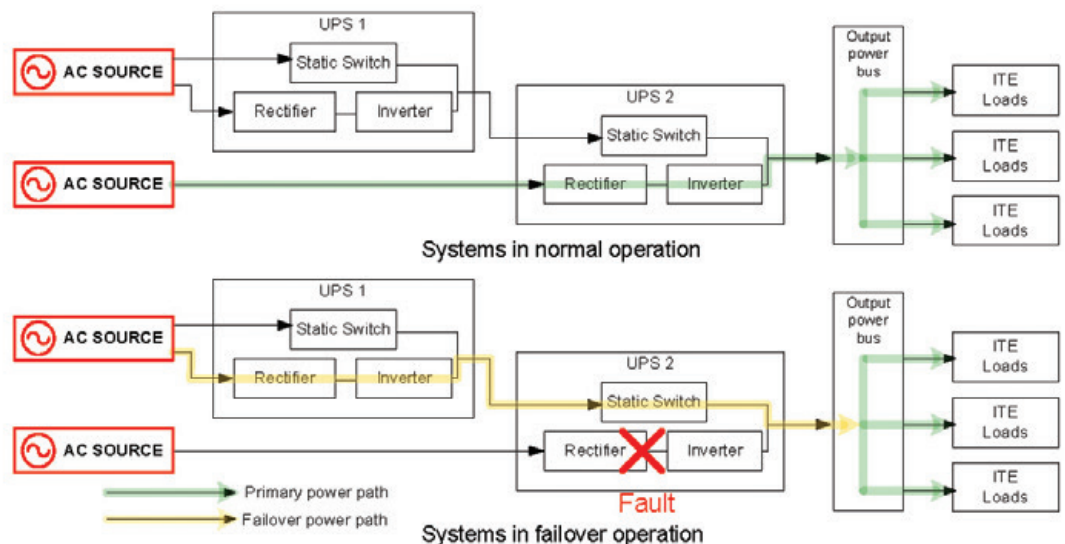 UPS 1
Static Switch
AC SOURCE
Rectifier
Inverter
UPS 2
Static Switch
AC SOURCE
Rectifier
Inverter
Output
power
bus
ITE
Loads
ITE
Loads
ITE
Loads
Systems in normal operation
UPS 1
Static Switch
AC SOURCE
Rectifier
Inverter
UPS 2
Static Switch
AC SOURCE
Rectifier
Inverter
Fault
Output
power
bus
ITE
Loads
ITE
Loads
ITE
Loads
Primary power path
Failover power path
Systems in failover operation